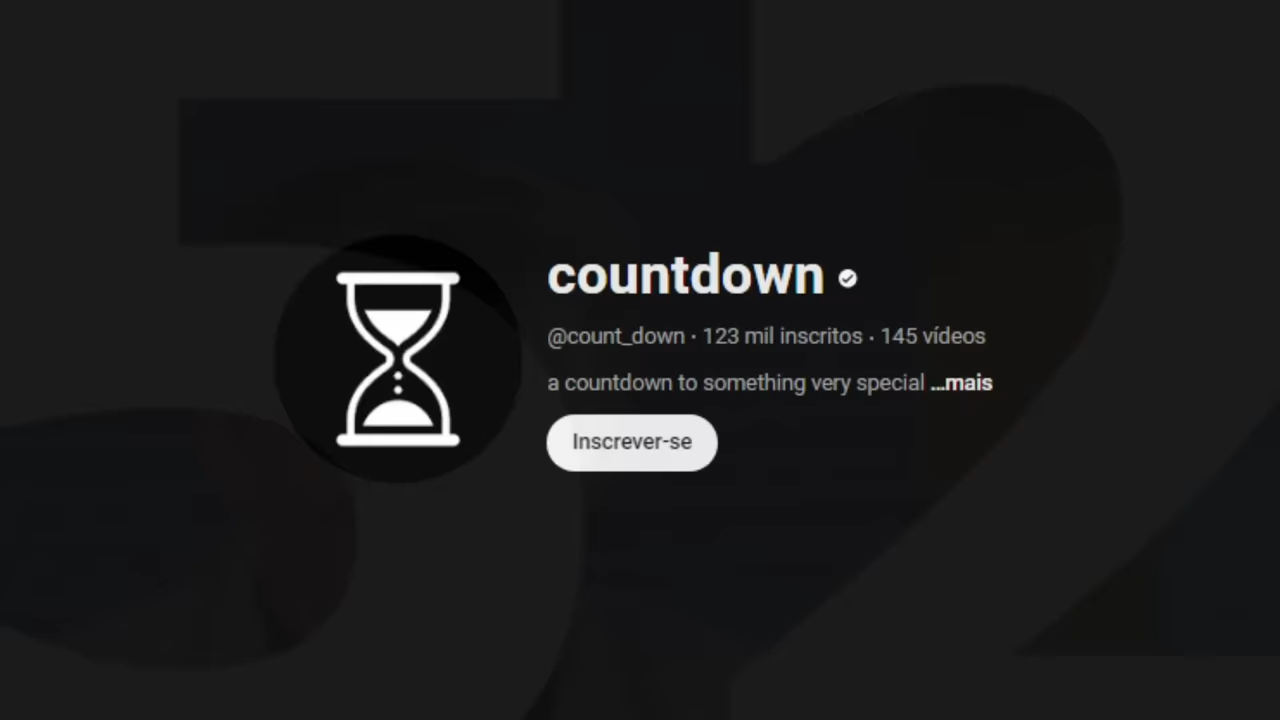 countdown
@count_down · 123 mil inscritos · 145 vídeos
a countdown to something very special ...mais
Inscrever-se